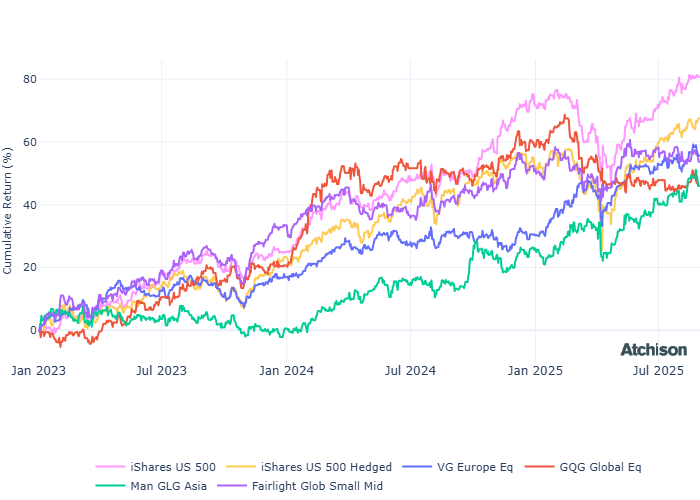 80
60
40
20
0
Cumulative Return (%)
Jan 2023 Jul 2023 Jan 2024 Jul 2024 Jan 2025 Jul 2025
Atchison
iShares US 500 iShares US 500 Hedged VG Europe Eq GQG Global Eq
Man GLG Asia Fairlight Glob Small Mid